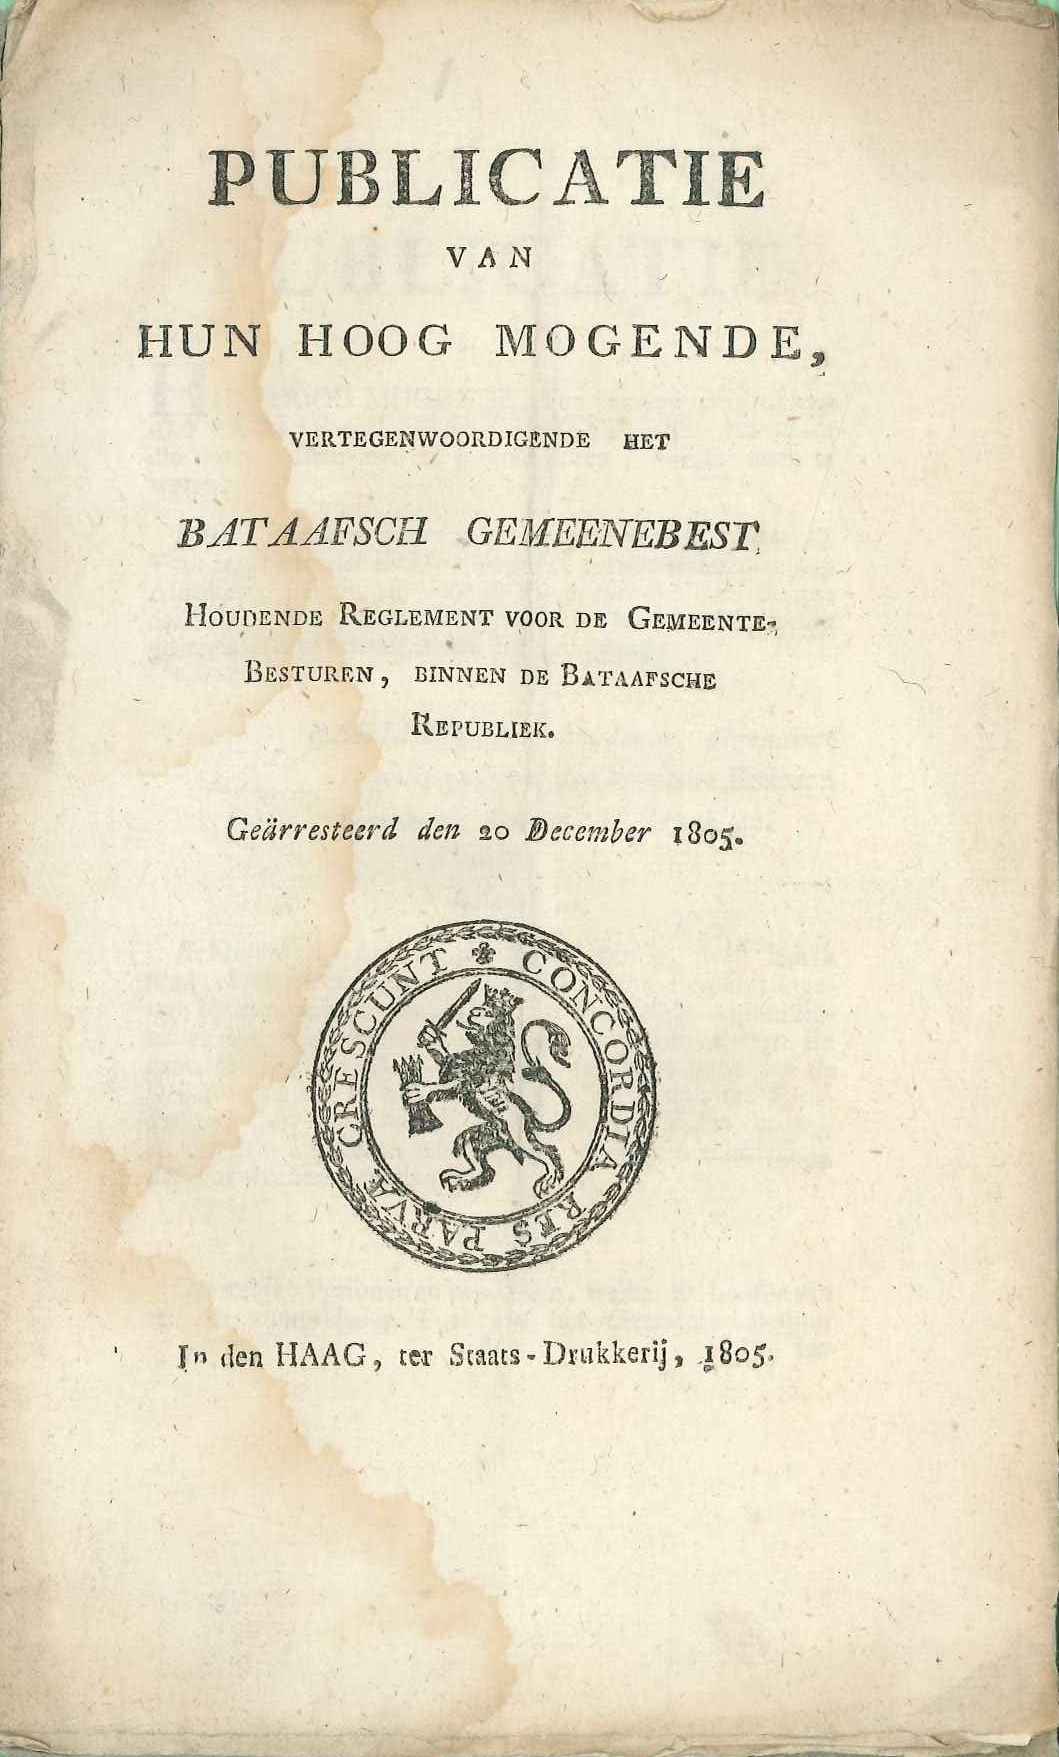 PUBLICATIE
VAN
HUN HOOG MOGENDE,
VERTEGENWOORDIGENDE HET
BATAAFSCH GEMEENEBEST,
HOUDENDE REGLEMENT VOOR DE GEMEENTE-
BESTUREN, BINNEN DE BATAAFSCHE
REPUBLIEK.
Geärresteerd den 20 December 1805.
CONCORDIA RES PARVÆ CRESCUNT
In den HAAG, ter Staats-Drukkerij, 1805.